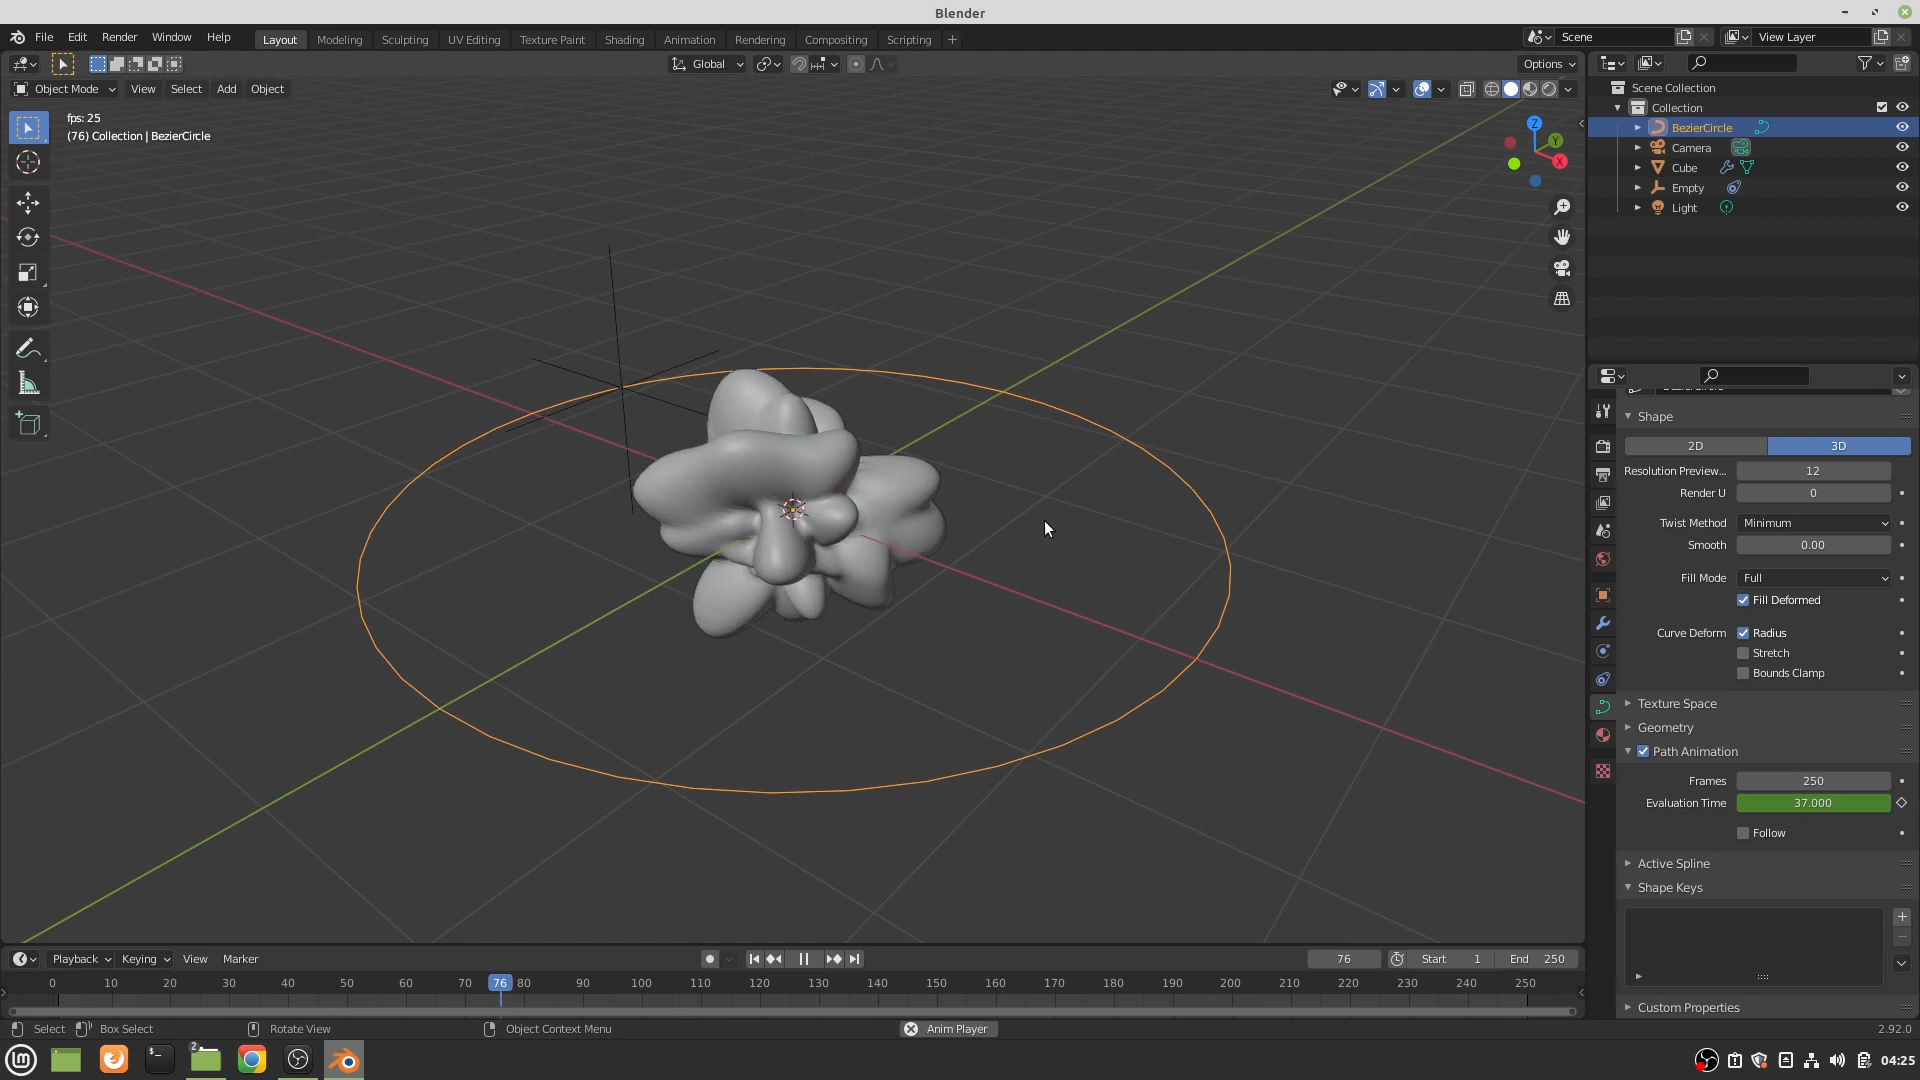 Blender
File Edit Render Window Help
Layout Modeling Sculpting UV Editing Texture Paint Shading Animation Rendering Compositing Scripting +
Scene
View Layer
Global
Options
Object Mode View Select Add Object
fps: 25
(76) Collection | BezierCircle
Z
Y
X
Scene Collection
Collection
BezierCircle
Camera
Cube
Empty
Light
Shape
2D 3D
Resolution Preview... 12
Render U 0
Twist Method Minimum
Smooth 0.00
Fill Mode Full
Fill Deformed
Curve Deform Radius
Stretch
Bounds Clamp
Texture Space
Geometry
Path Animation
Frames 250
Evaluation Time 37.000
Follow
Active Spline
Shape Keys
Custom Properties
Playback Keying View Marker
76 Start 1 End 250
0 10 20 30 40 50 60 70 76 80 90 100 110 120 130 140 150 160 170 180 190 200 210 220 230 240 250
Select Box Select Rotate View Object Context Menu Anim Player 2.92.0
2
04:25